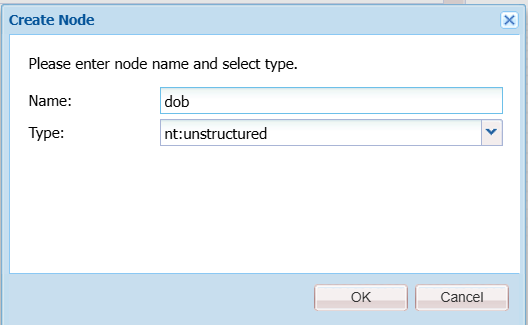 Create Node
Please enter node name and select type.
Name: dob
Type: nt:unstructured
OK Cancel